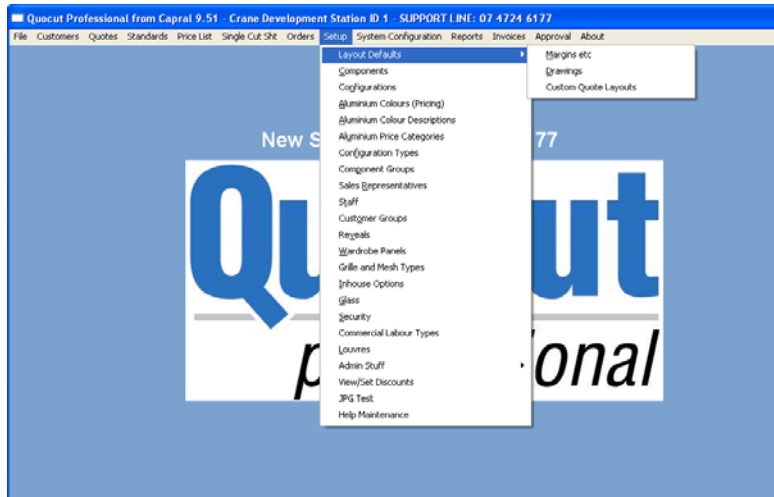 Quocut Professional from Capral 9.51 - Crane Development Station ID 1 - SUPPORT LINE: 07 4724 6177
File Customers Quotes Standards Price List Single Cut Sht Orders Setup System Configuration Reports Invoices Approval About
Layout Defaults
Margins etc
Components
Drawings
Configurations
Custom Quote Layouts
Aluminium Colours (Pricing)
Aluminium Colour Descriptions
New S 77
Aluminium Price Categories
Configuration Types
Component Groups
Sales Representatives
Staff
Customer Groups
Reveals
Wardrobe Panels
Grille and Mesh Types
Inhouse Options
Glass
Security
Commercial Labour Types
Louvres
Admin Stuff
View/Set Discounts
JPG Test
Help Maintenance
Qu ut
p onal